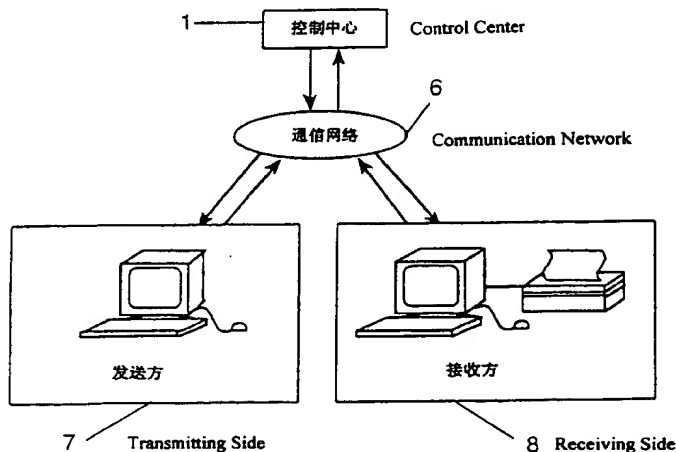 1
控制中心
Control Center
6
通信网络
Communication Network
发送方
接收方
7
Transmitting Side
8
Receiving Side